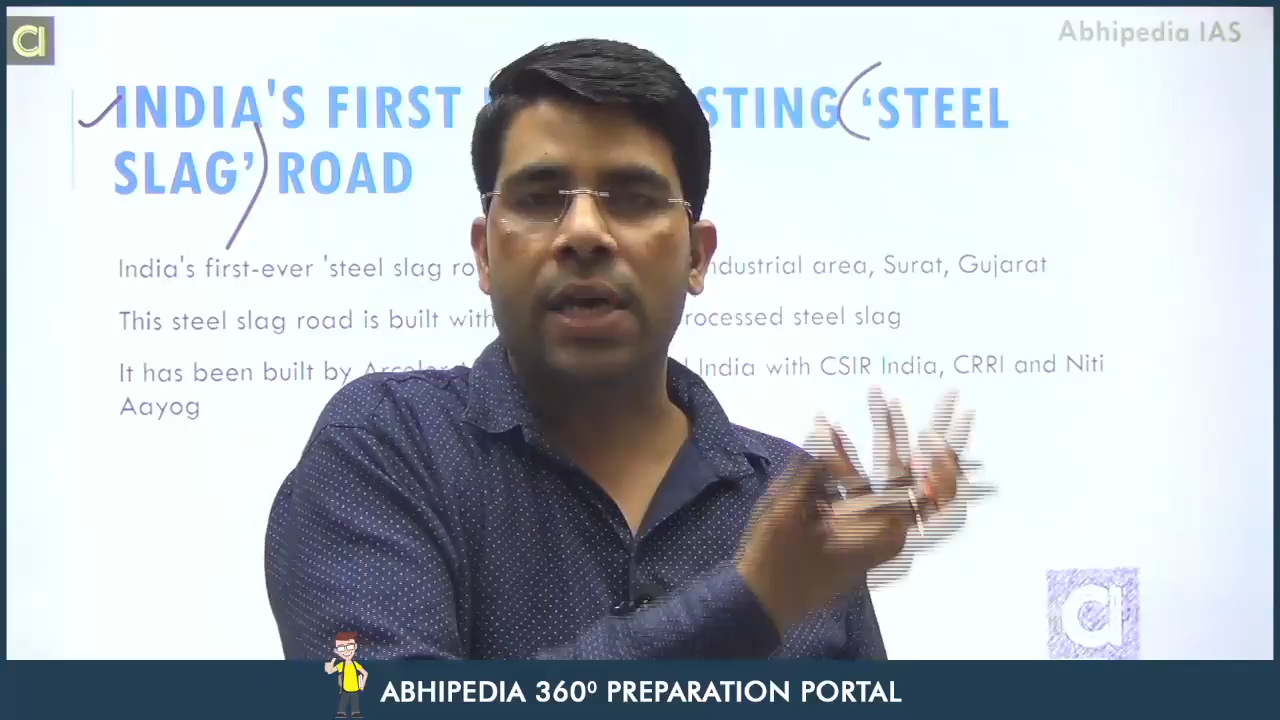 Abhipedia IAS
INDIA'S FIRST STING ‘STEEL
SLAG’ ROAD
India's first-ever 'steel slag ro ndustrial area, Surat, Gujarat
This steel slag road is built with rocessed steel slag
It has been built by Arcelor India with CSIR India, CRRI and Niti
Aayog
ABHIPEDIA 360⁰ PREPARATION PORTAL